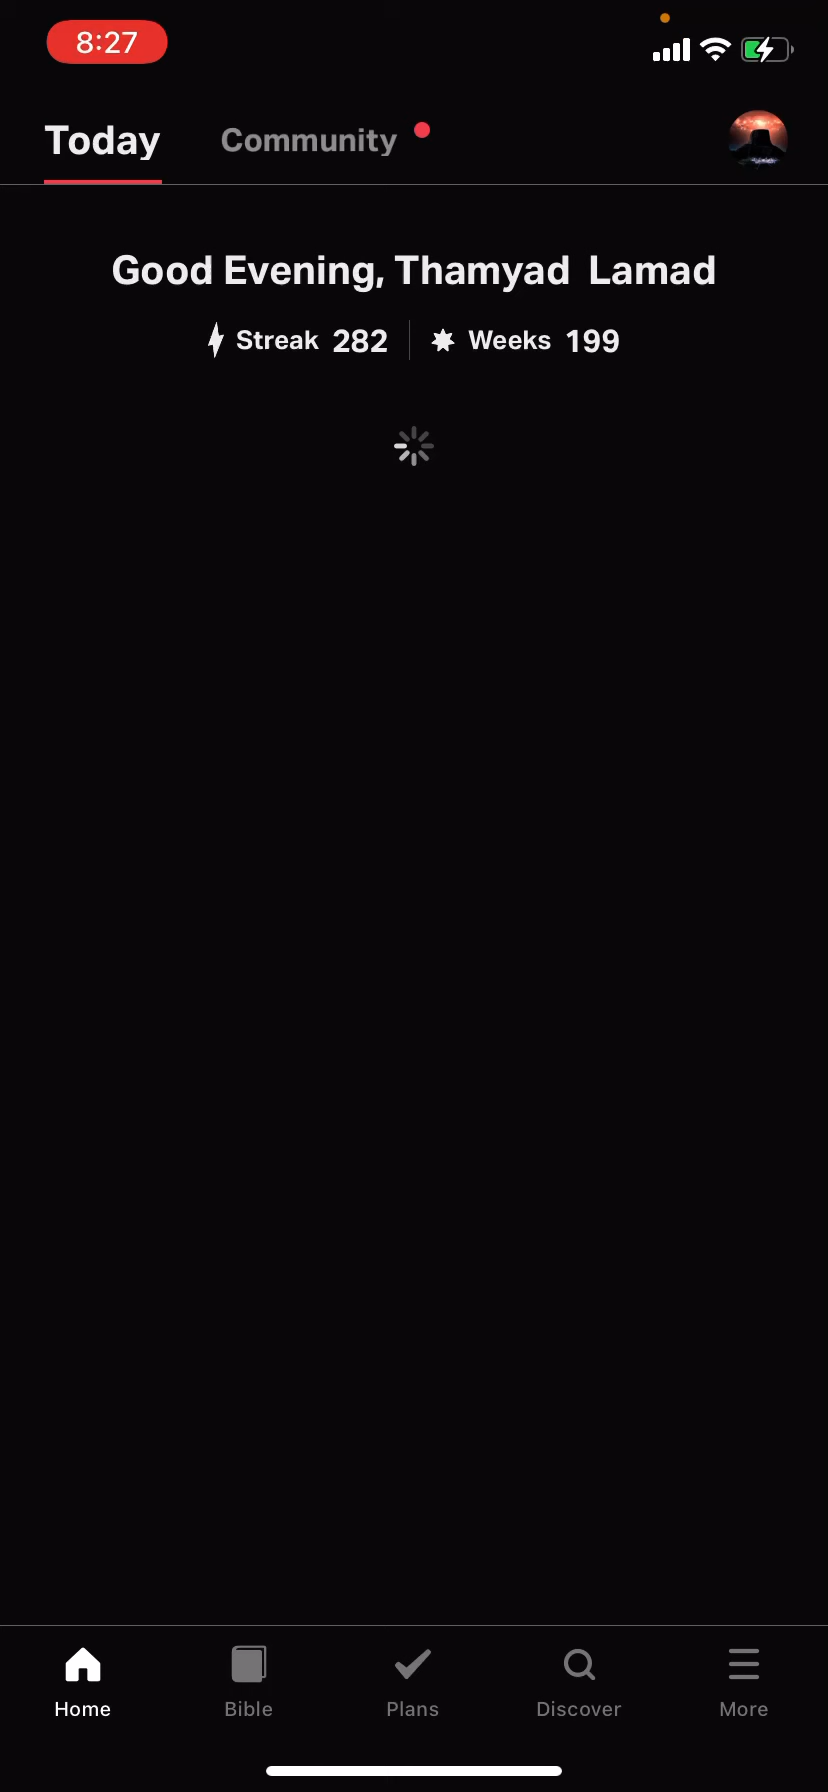 8:27
Today Community
Good Evening, Thamyad  Lamad
Streak 282 Weeks 199
Home Bible Plans Discover More